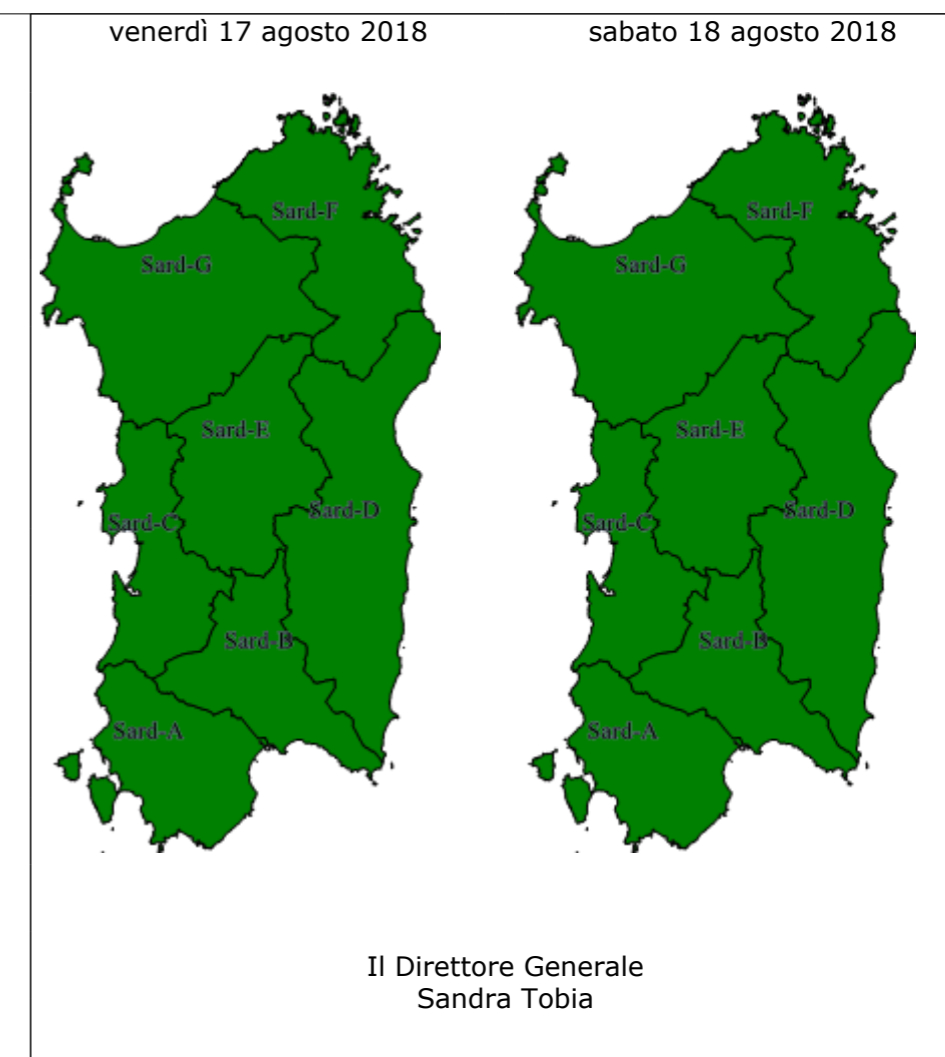 venerdì 17 agosto 2018
sabato 18 agosto 2018
Sard-F
Sard-G
Sard-E
Sard-D
Sard-C
Sard-B
Sard-A
Sard-F
Sard-G
Sard-E
Sard-D
Sard-C
Sard-B
Sard-A
Il Direttore Generale
Sandra Tobia